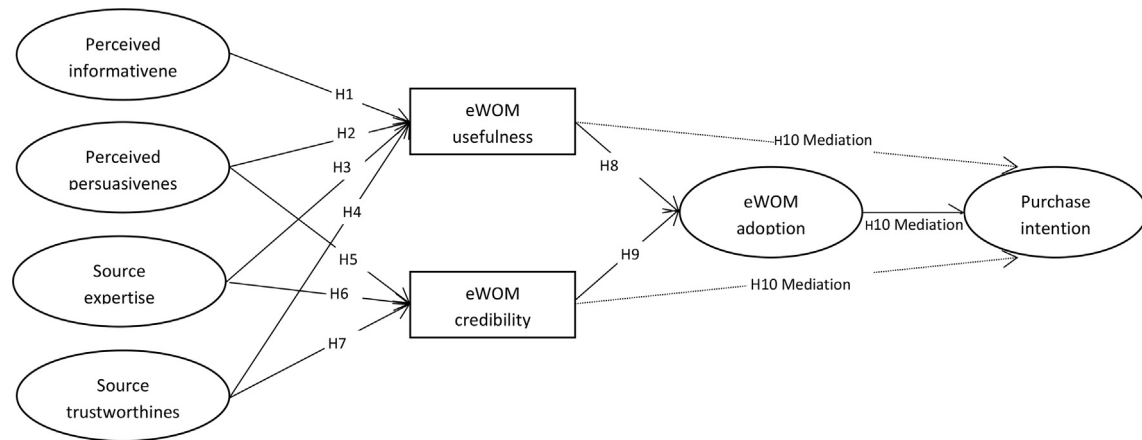 Perceived
informativene
Perceived
persuasivenes
Source
expertise
Source
trustworthines
H1
H2
H3
H4
H5
H6
H7
eWOM
usefulness
eWOM
credibility
H8
H9
H10 Mediation
eWOM
adoption
H10 Mediation
H10 Mediation
Purchase
intention